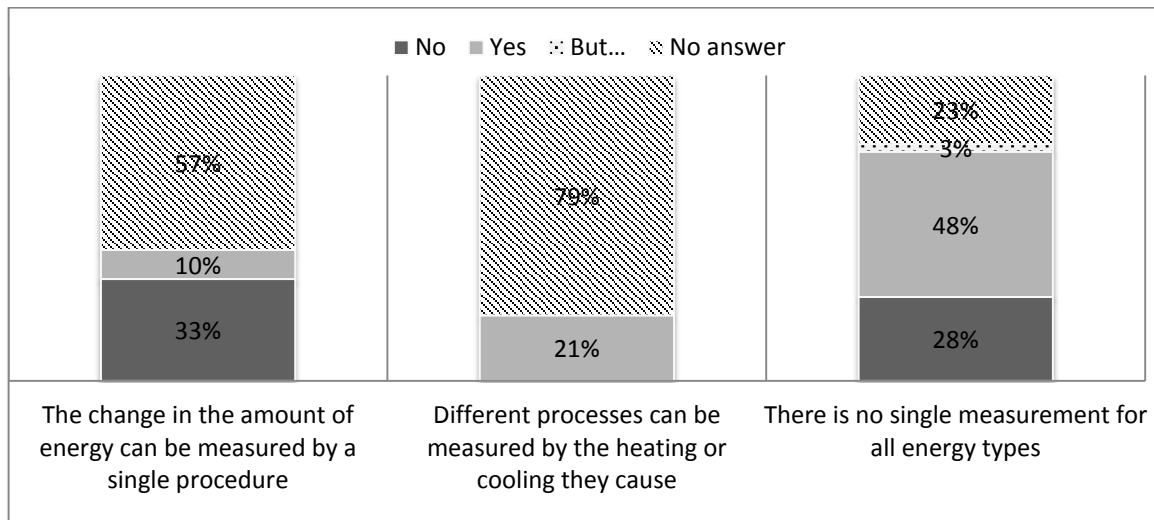 No Yes But... No answer
57%
10%
33%
79%
21%
23%
3%
48%
28%
The change in the amount of
energy can be measured by a
single procedure
Different processes can be
measured by the heating or
cooling they cause
There is no single measurement for
all energy types